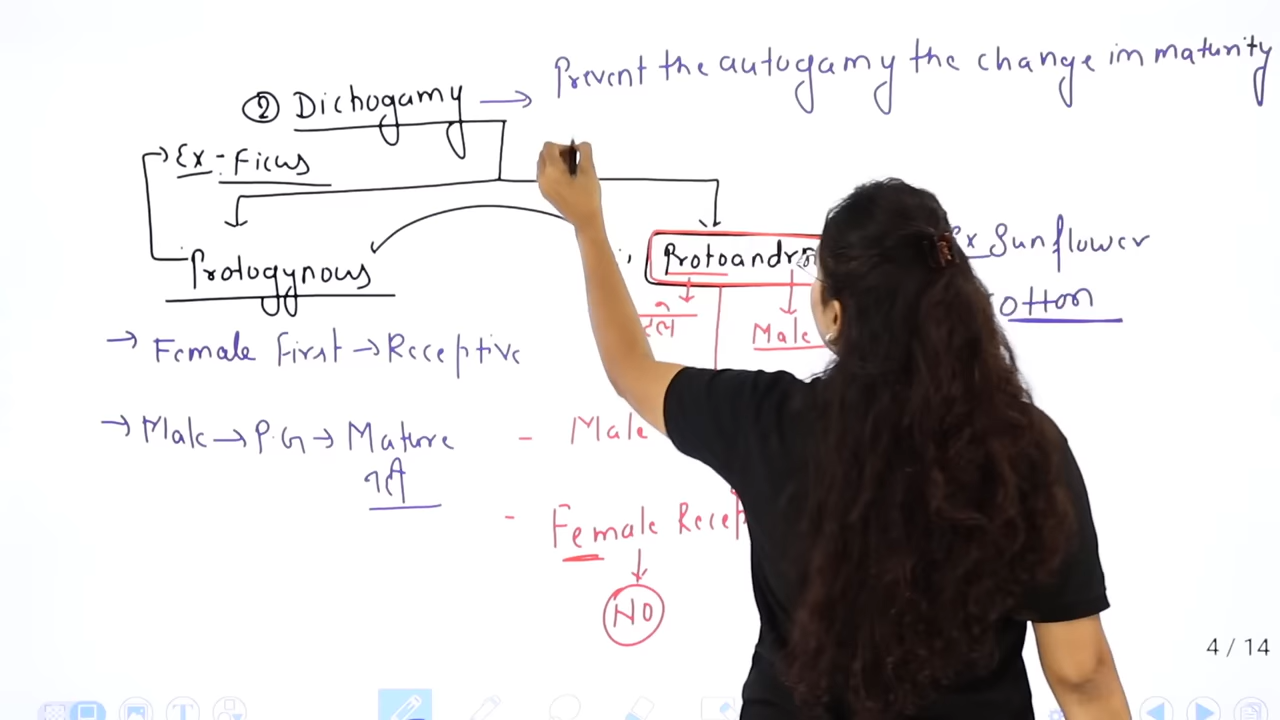 Prevent the autogamy the change in maturity
② Dichogamy →
Ex - Ficus
Protogynous
Protoandr
Ex Sunflower
otton
Male
→ Female first → Receptive
→ Male → P.G → Mature
नही
- Male
- Female Recep
NO
4 / 14